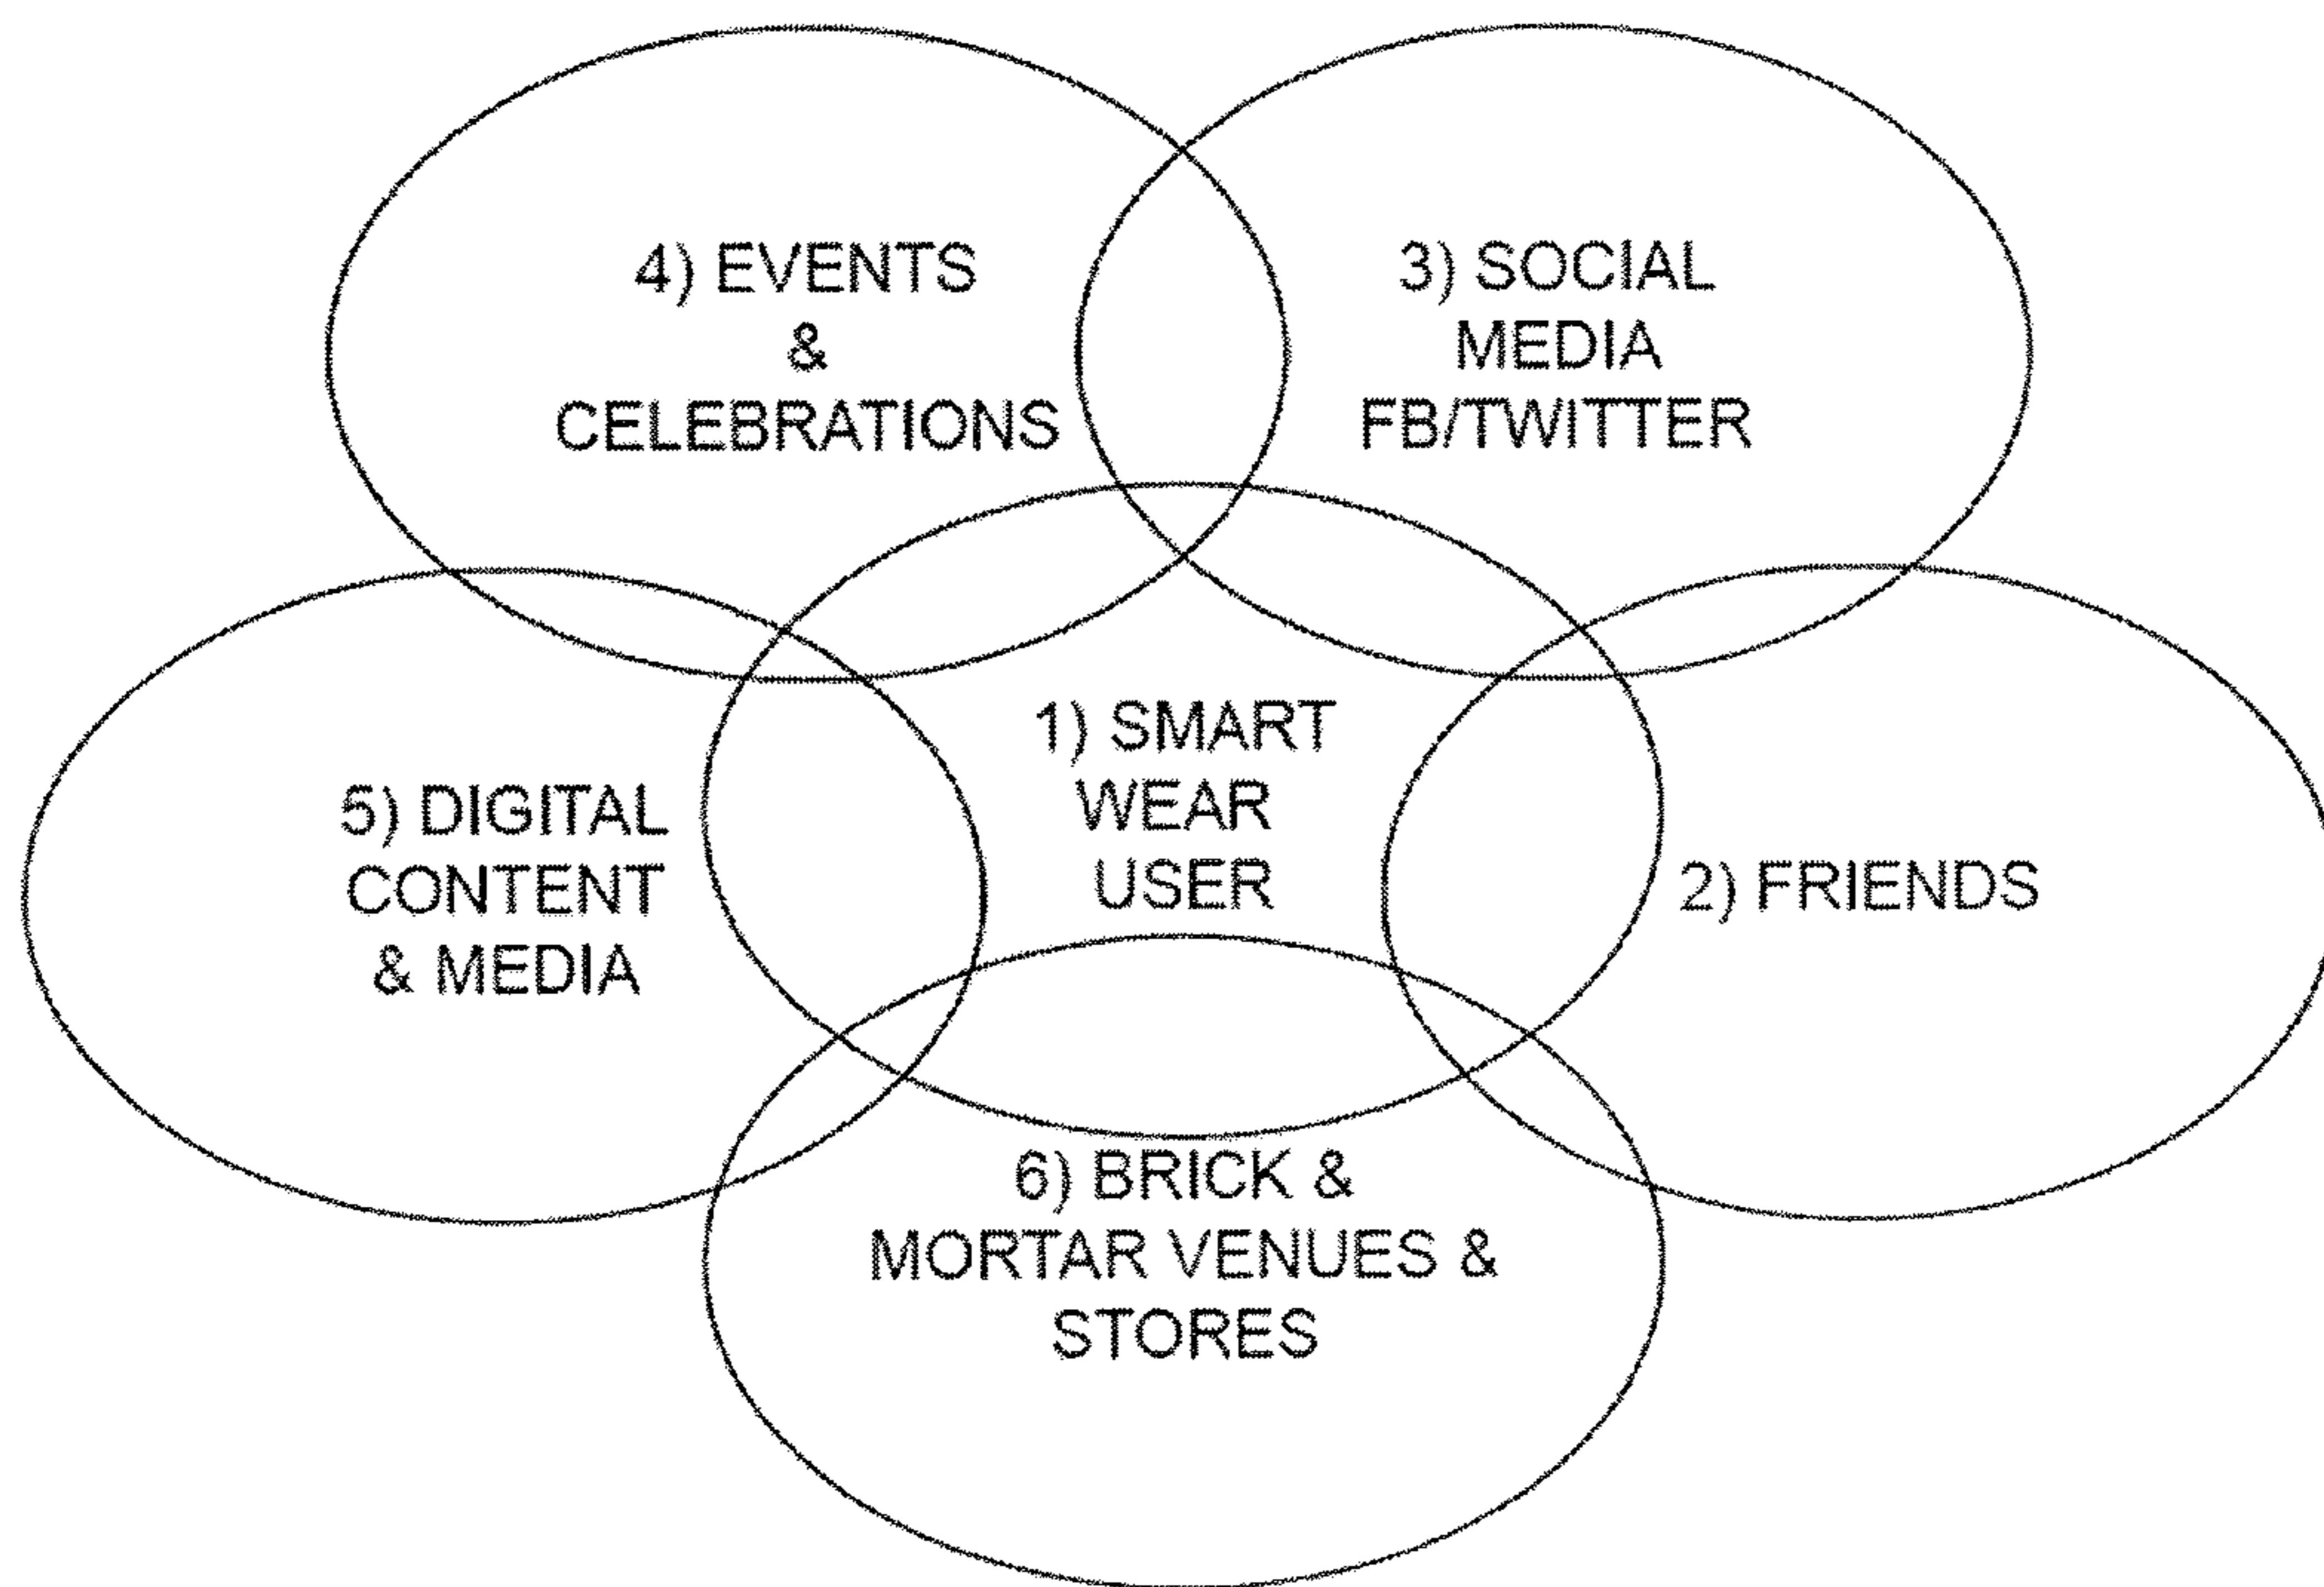 4) EVENTS
&
CELEBRATIONS
3) SOCIAL
MEDIA
FB/TWITTER
5) DIGITAL
CONTENT
& MEDIA
1) SMART
WEAR
USER
2) FRIENDS
6) BRICK &
MORTAR VENUES &
STORES